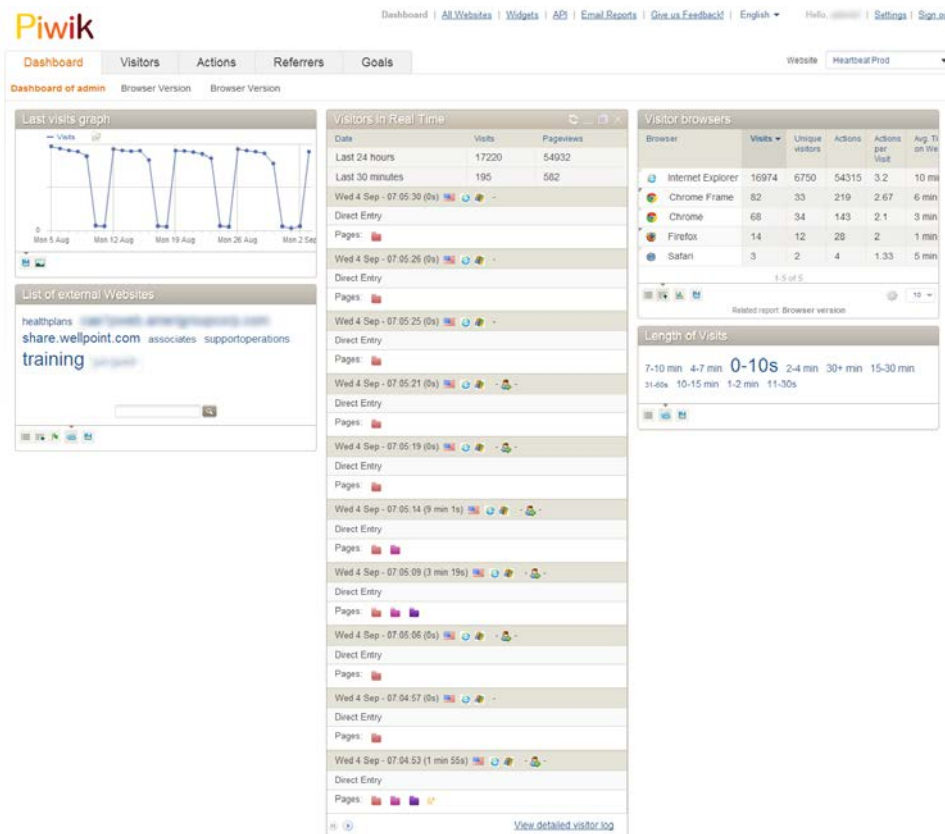 Piwik
Dashboard | All Websites | Widgets | API | Email Reports | Give us Feedback! | English
Hello, | Settings | Sign
Dashboard Visitors Actions Referrers Goals
Website Heartbeat Prod
Dashboard of admin Browser Version Browser Version
Last visits graph
Visits
0
Mon 5 Aug Mon 12 Aug Mon 19 Aug Mon 26 Aug Mon 2 Sep
List of external Websites
healthplans
share.wellpoint.com associates supportoperations
training
Visitors in Real Time
Date Visits Pageviews
Last 24 hours 17220 54932
Last 30 minutes 195 582
Wed 4 Sep - 07:05:30 (0s) -
Direct Entry
Pages:
Wed 4 Sep - 07:05:26 (0s) -
Direct Entry
Pages:
Wed 4 Sep - 07:05:25 (0s) -
Direct Entry
Pages:
Wed 4 Sep - 07:05:21 (0s) - -
Direct Entry
Pages:
Wed 4 Sep - 07:05:19 (0s) - -
Direct Entry
Pages:
Wed 4 Sep - 07:05:14 (9 min 1s) - -
Direct Entry
Pages:
Wed 4 Sep - 07:05:09 (3 min 19s) - -
Direct Entry
Pages:
Wed 4 Sep - 07:05:06 (0s) - -
Direct Entry
Pages:
Wed 4 Sep - 07:04:57 (0s) -
Direct Entry
Pages:
Wed 4 Sep - 07:04:53 (1 min 55s) - -
Direct Entry
Pages:
View detailed visitor log
Visitor browsers
Browser Visits Unique visitors Actions Actions per Visit Avg. Ti on We
Internet Explorer 16974 6750 54315 3.2 10 mi
Chrome Frame 82 33 219 2.67 6 min
Chrome 68 34 143 2.1 3 min
Firefox 14 12 28 2 1 min
Safari 3 2 4 1.33 5 min
1-5 of 5
10
Related report: Browser version
Length of Visits
7-10 min 4-7 min 0-10s 2-4 min 30+ min 15-30 min
31-60s 10-15 min 1-2 min 11-30s